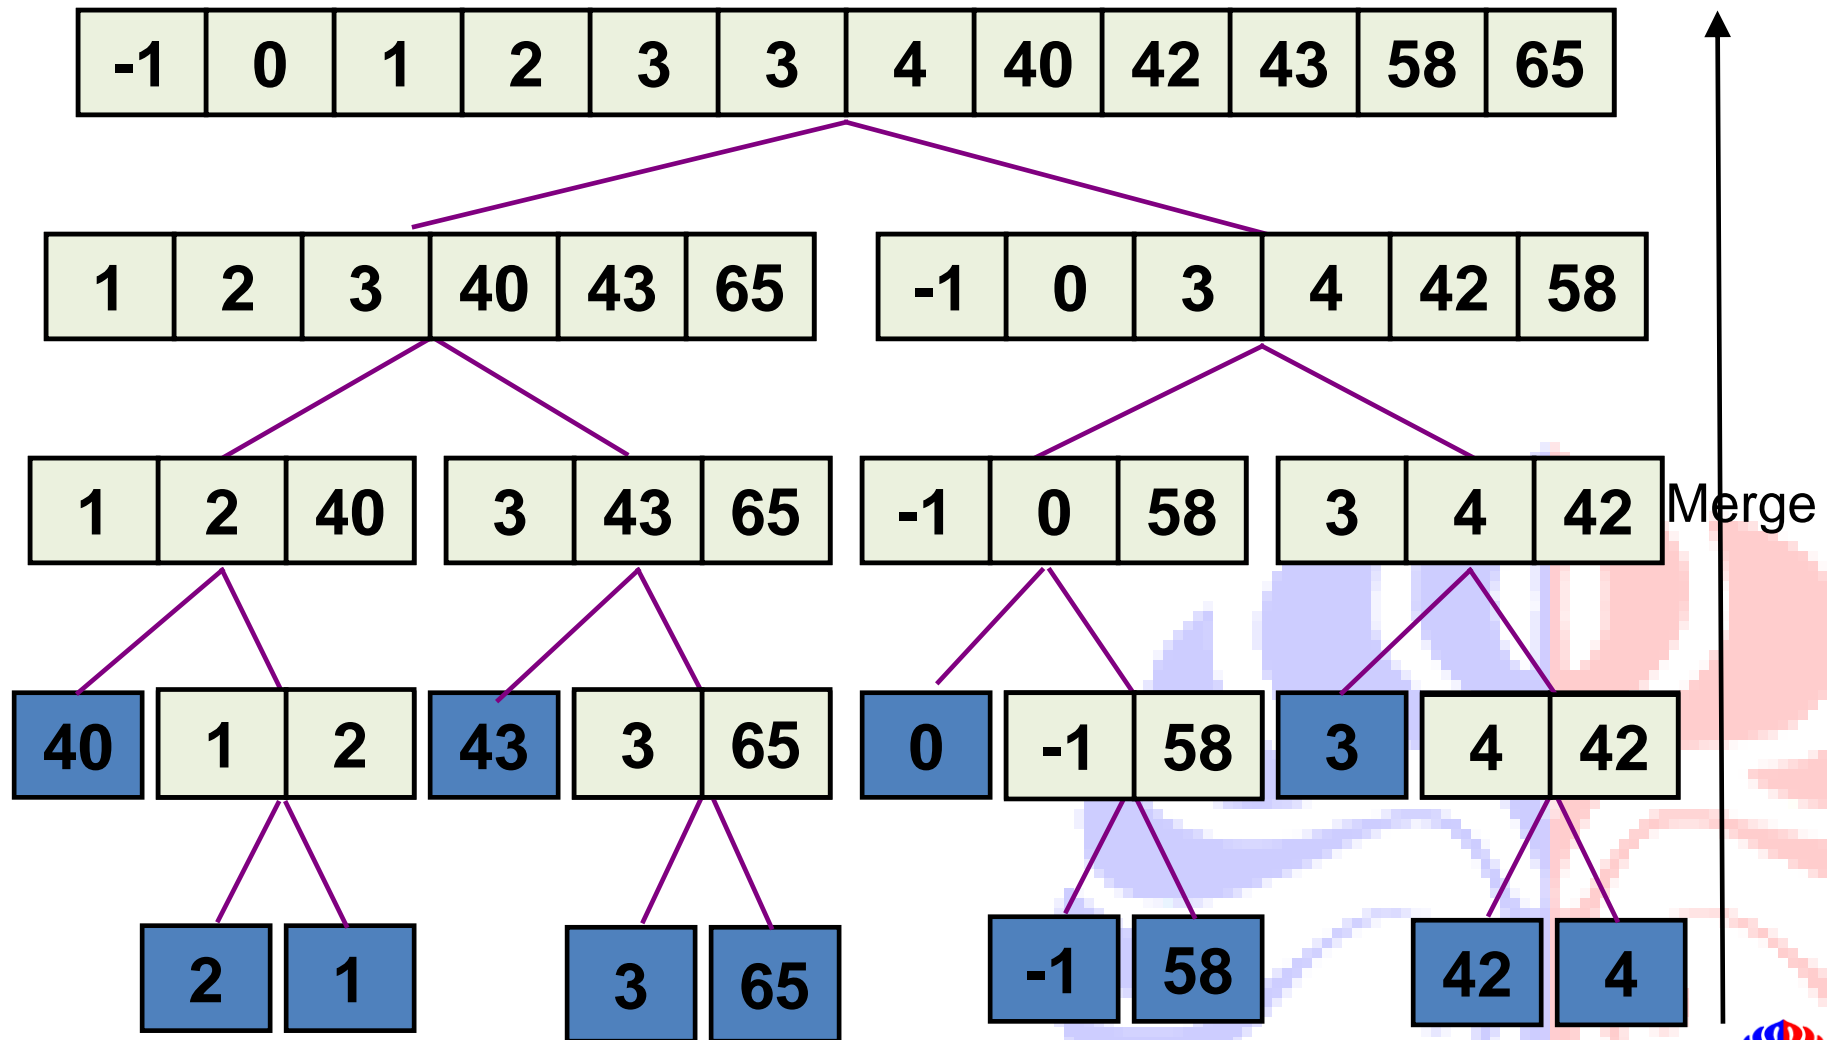 -1 0 1 2 3 3 4 40 42 43 58 65
1 2 3 40 43 65 -1 0 3 4 42 58
1 2 40 3 43 65 -1 0 58 3 4 42 Merge
40 1 2 43 3 65 0 -1 58 3 4 42
2 1 3 65 -1 58 42 4